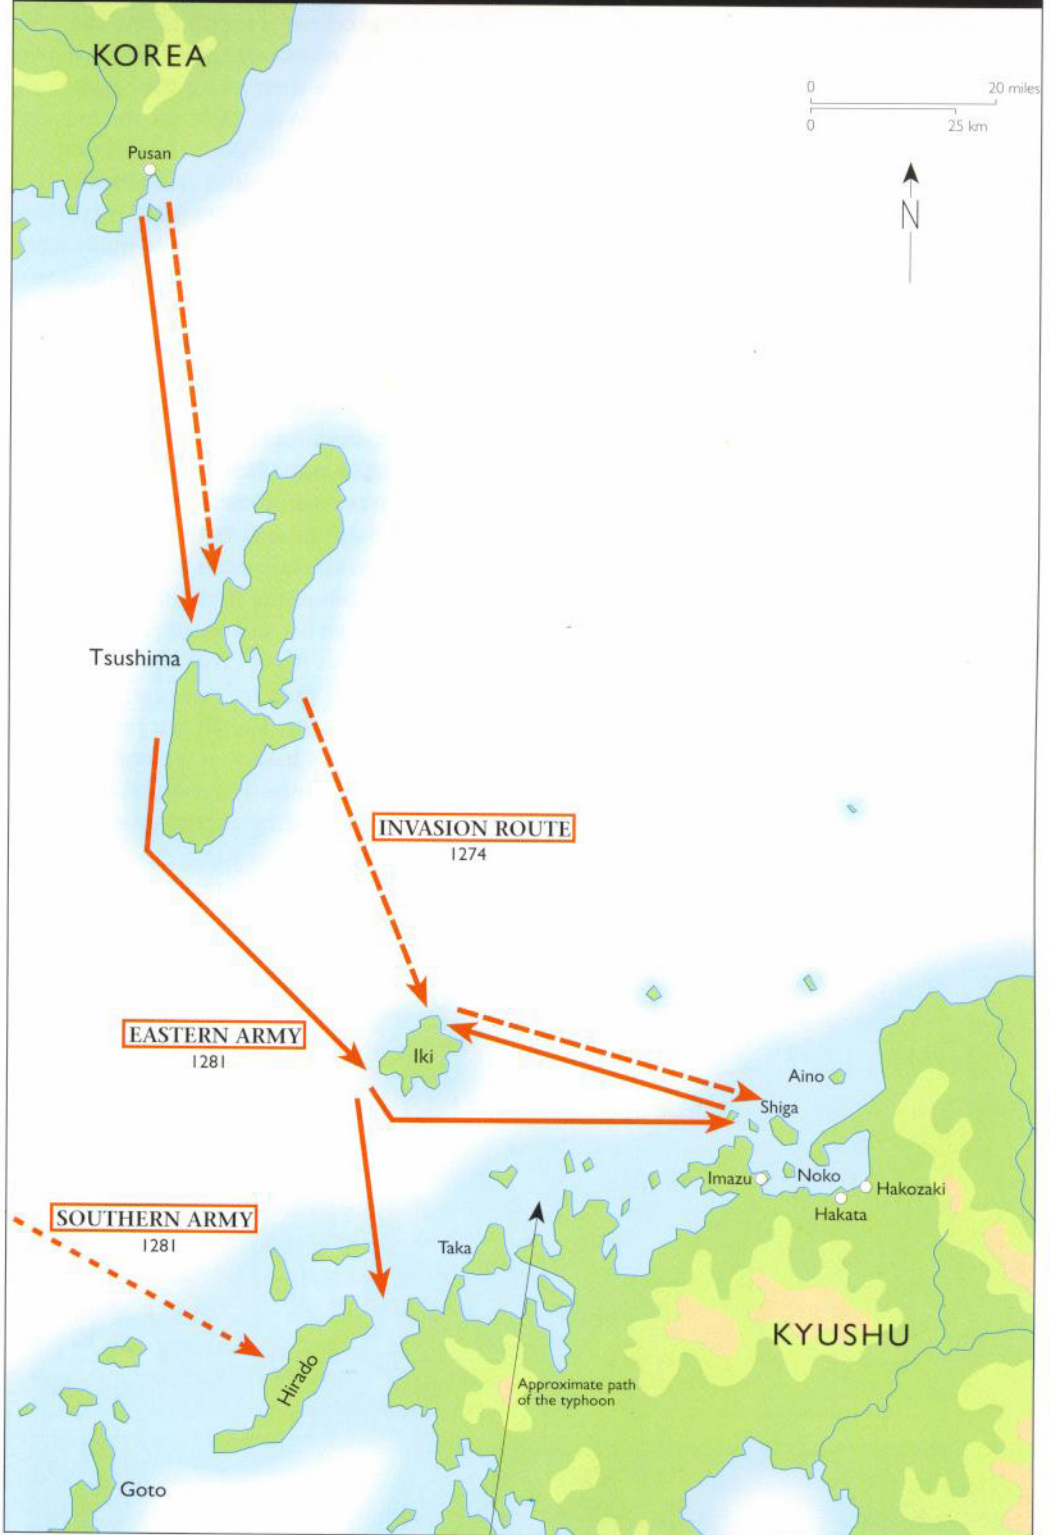 KOREA
0 20 miles
0 25 km
Pusan
N
Tsushima
INVASION ROUTE
1274
EASTERN ARMY
1281
Iki
Aino
Shiga
Imazu
Noko
Hakozaki
Hakata
SOUTHERN ARMY
1281
Taka
KYUSHU
Hirado
Approximate path
of the typhoon
Goto